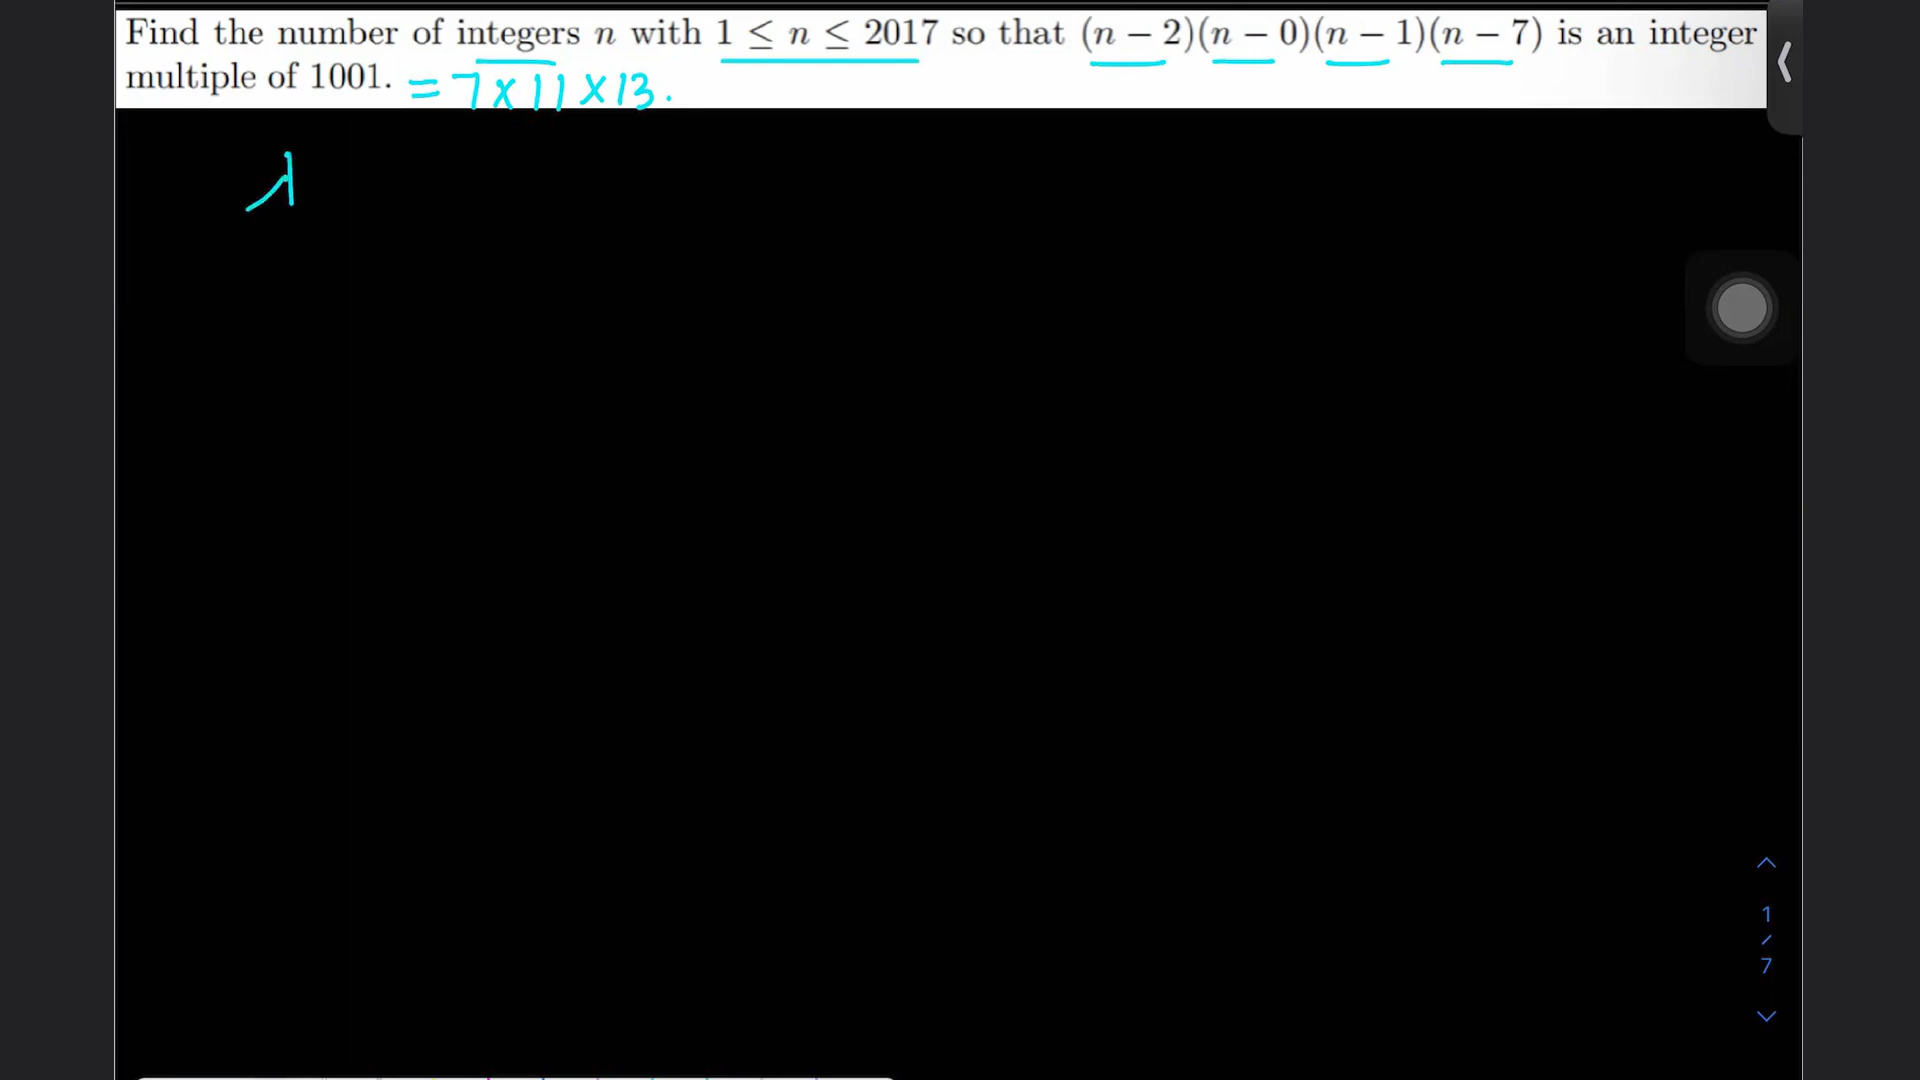 Find the number of integers n with 1 ≤ n ≤ 2017 so that (n − 2)(n − 0)(n − 1)(n − 7) is an integer
multiple of 1001. = 7×11×13.
1
/
7